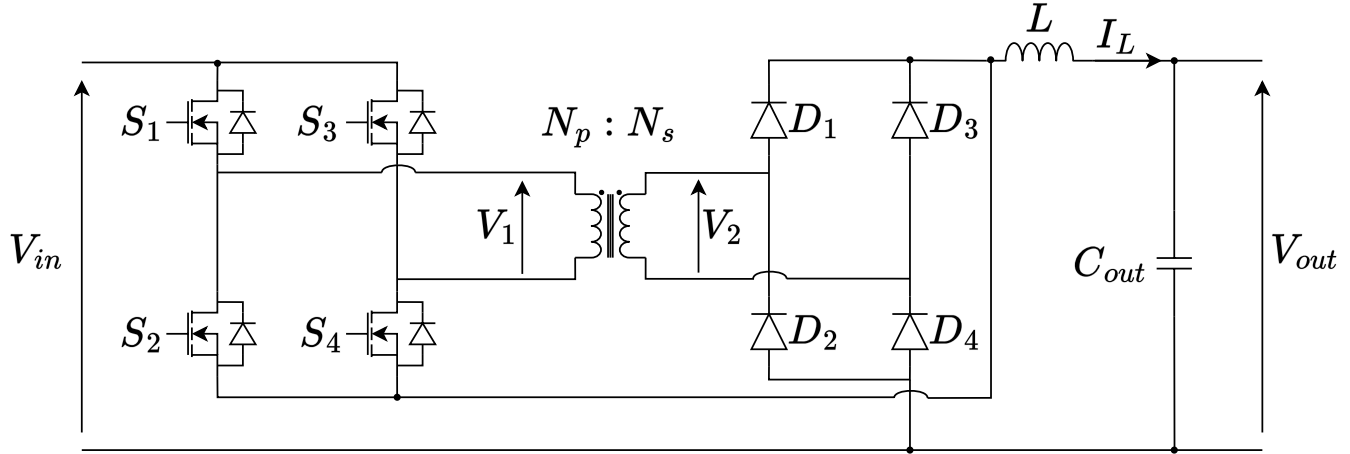 L
I_L
S_1
S_3
N_p : N_s
D_1
D_3
V_in
V_1
V_2
C_out
V_out
S_2
S_4
D_2
D_4